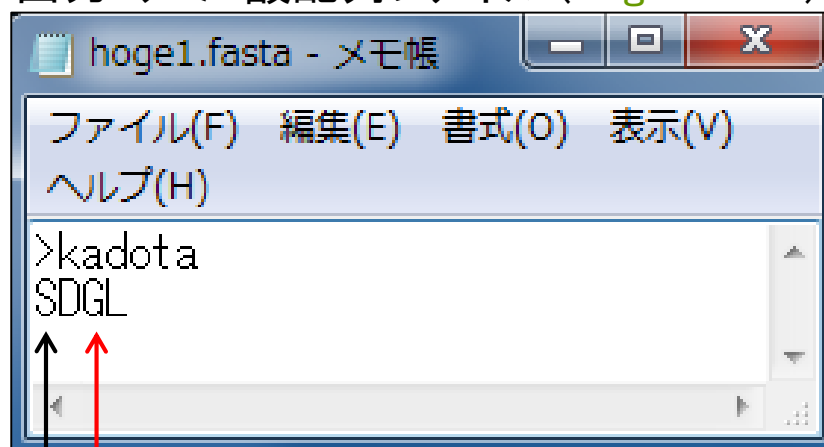 hoge1.fasta - メモ帳
ファイル(F) 編集(E) 書式(O) 表示(V)
ヘルプ(H)
>kadota
SDGL